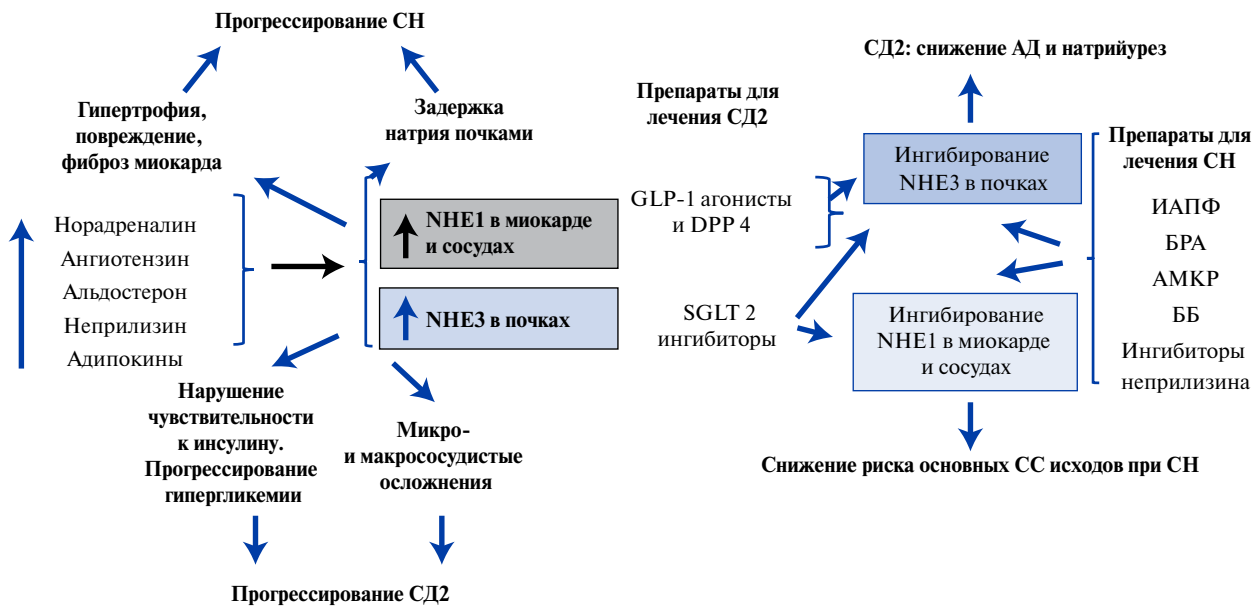 Прогрессирование СН
Гипертрофия,
повреждение,
фиброз миокарда
Задержка
натрия почками
Норадреналин
Ангиотензин
Альдостерон
Неприлизин
Адипокины
NHE1 в миокарде
и сосудах
NHE3 в почках
Нарушение
чувствительности
к инсулину.
Прогрессирование
гипергликемии
Микро-
и макрососудистые
осложнения
Прогрессирование СД2
СД2: снижение АД и натрийурез
Препараты для
лечения СД2
GLP-1 агонисты
и DPP 4
SGLT 2
ингибиторы
Ингибирование
NHE3 в почках
Ингибирование
NHE1 в миокарде
и сосудах
Препараты для
лечения СН
ИАПФ
БРА
АМКР
ББ
Ингибиторы
неприлизина
Снижение риска основных СС исходов при СН